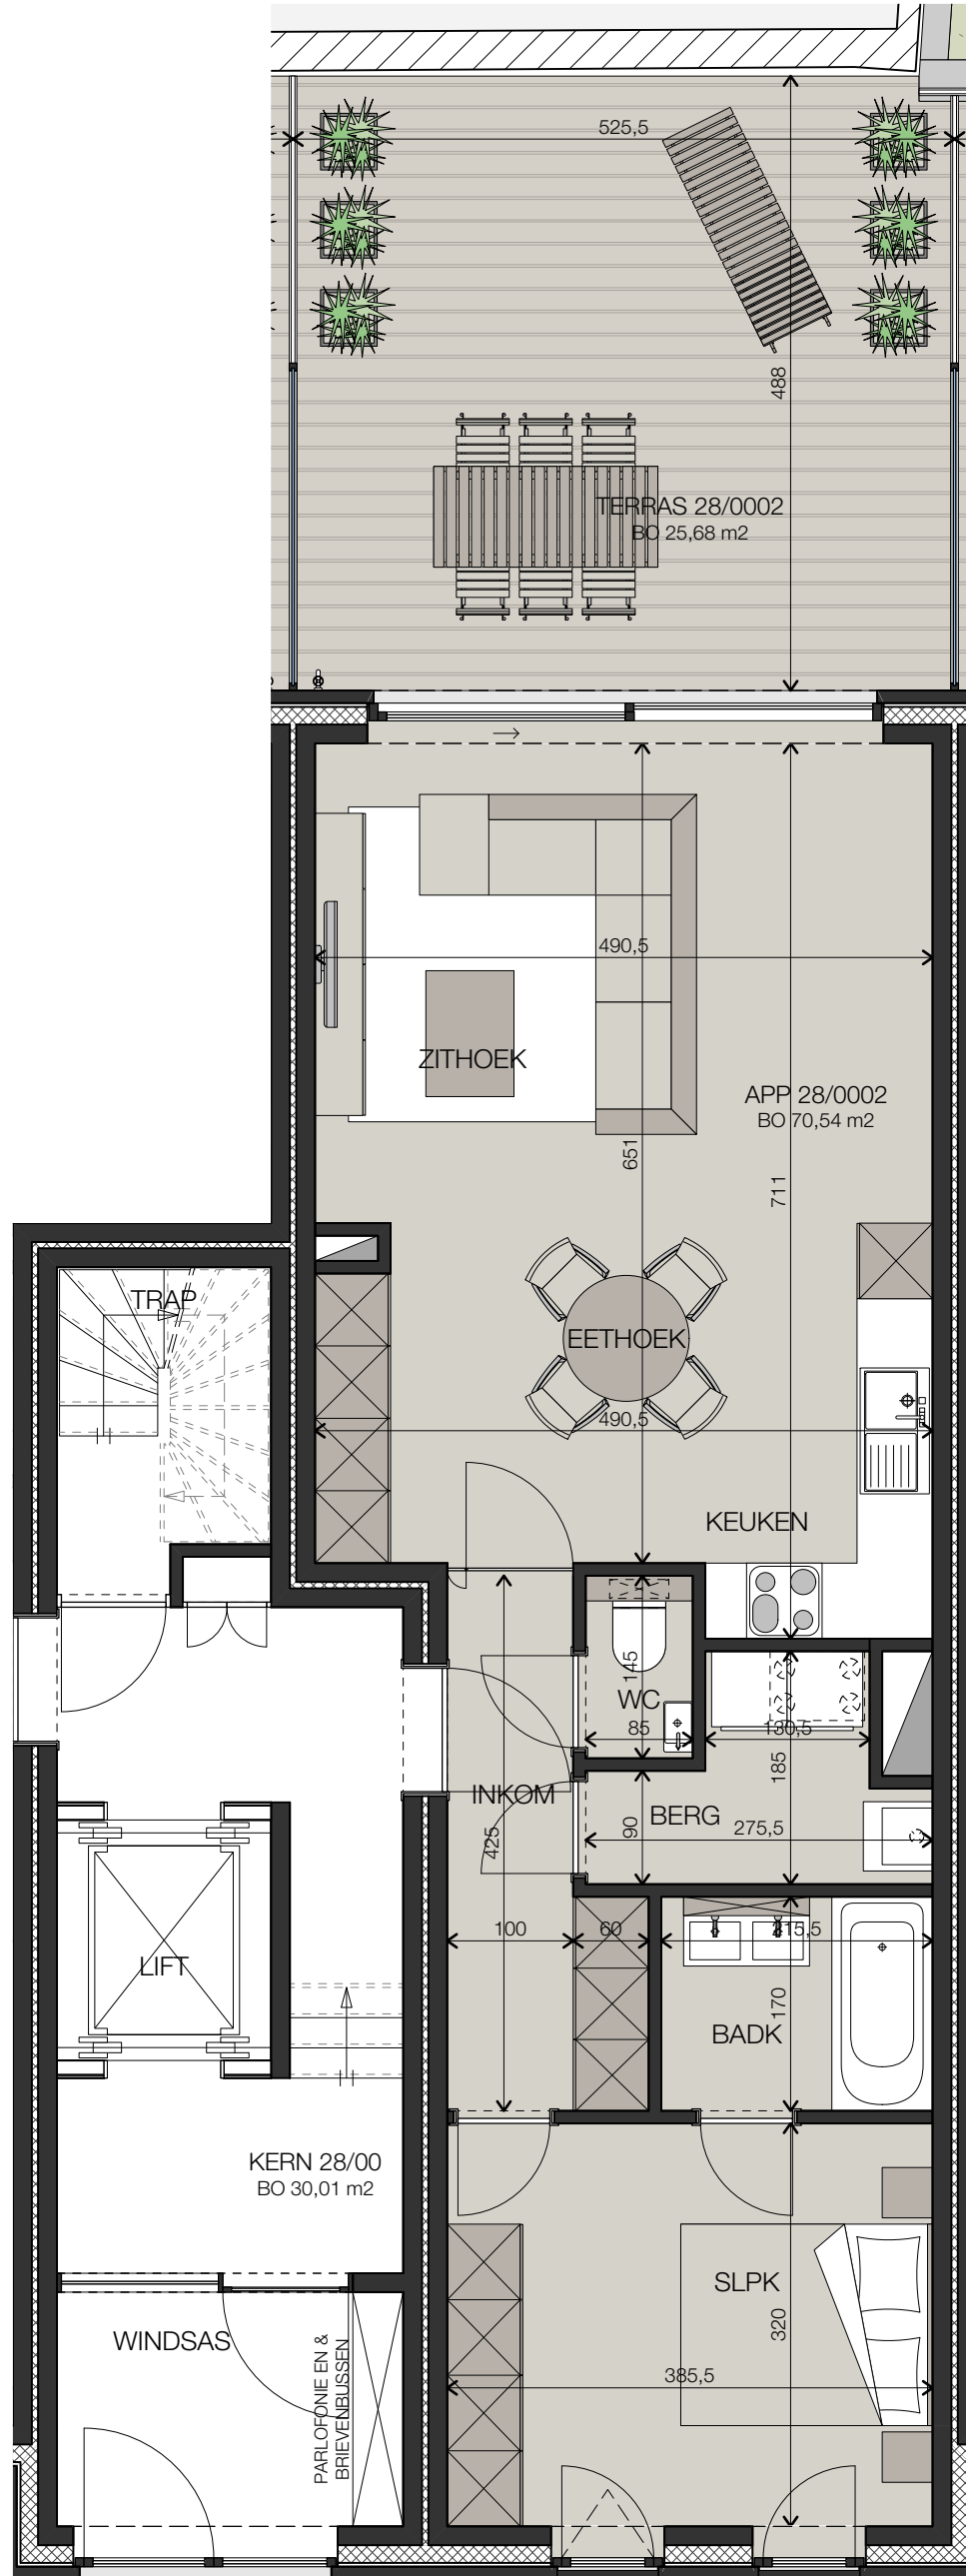 525,5
488
TERRAS 28/0002
BO 25,68 m2
490,5
ZITHOEK
APP 28/0002
BO 70,54 m2
651
711
TRAP
EETHOEK
490,5
KEUKEN
145
WC
85
130,5
185
INKOM
BERG
90
275,5
425
100
60
215,5
LIFT
170
BADK
KERN 28/00
BO 30,01 m2
SLPK
320
WINDSAS
PARLOFONIE EN &
BRIEVENBUSSEN
385,5